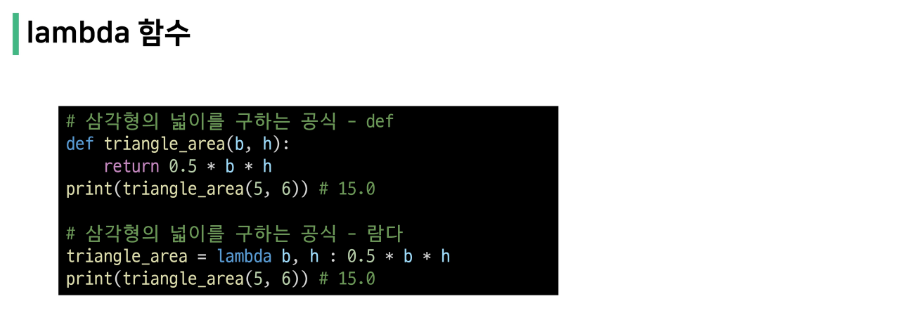 lambda 함수
# 삼각형의 넓이를 구하는 공식 - def
def triangle_area(b, h):
    return 0.5 * b * h
print(triangle_area(5, 6)) # 15.0

# 삼각형의 넓이를 구하는 공식 - 람다
triangle_area = lambda b, h : 0.5 * b * h
print(triangle_area(5, 6)) # 15.0